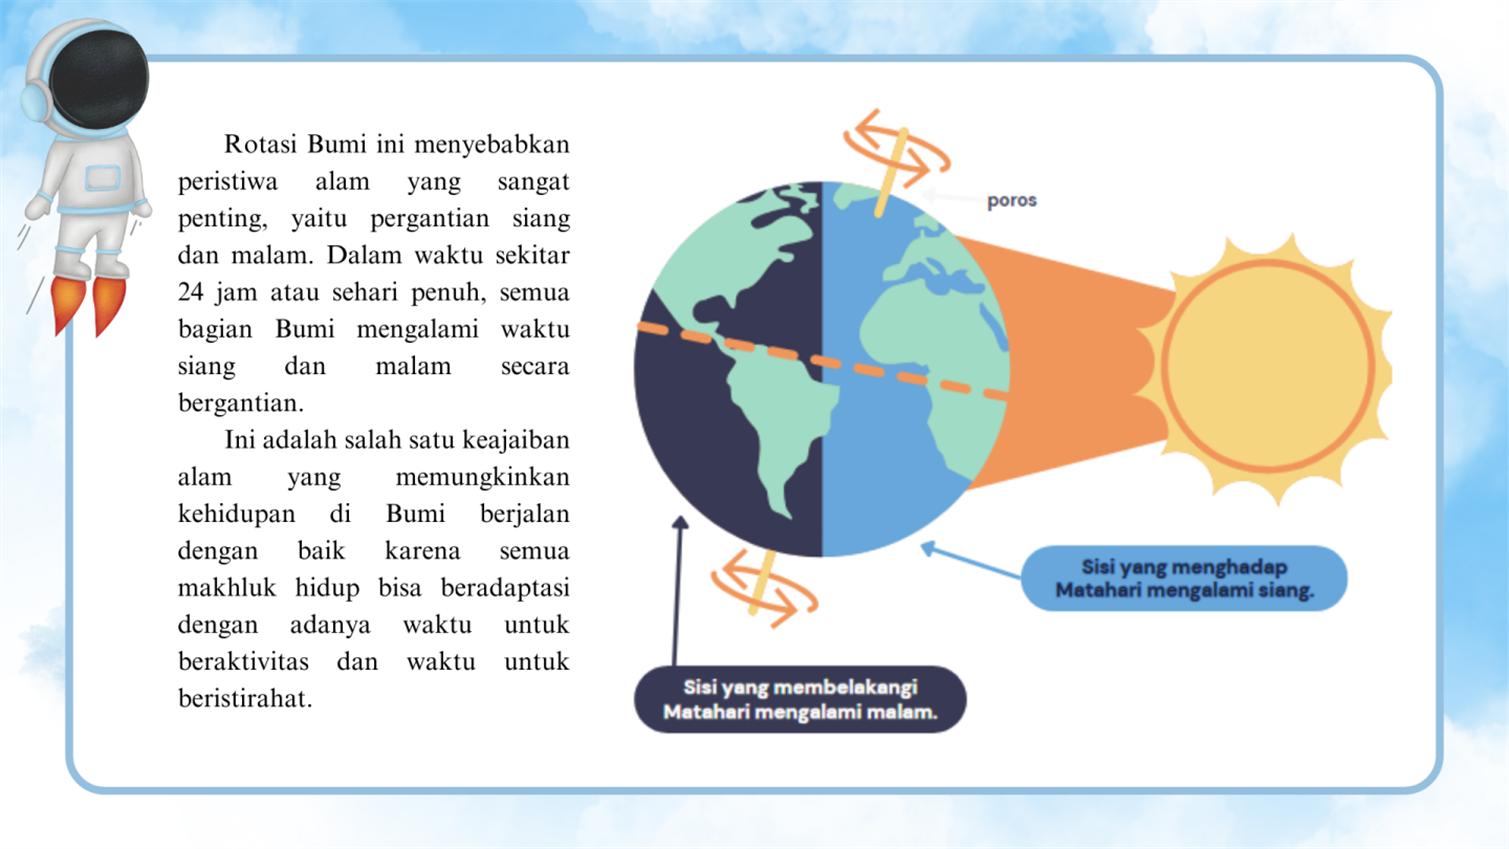 Rotasi Bumi ini menyebabkan
peristiwa alam yang sangat
penting, yaitu pergantian siang
dan malam. Dalam waktu sekitar
24 jam atau sehari penuh, semua
bagian Bumi mengalami waktu
siang dan malam secara
bergantian.
Ini adalah salah satu keajaiban
alam yang memungkinkan
kehidupan di Bumi berjalan
dengan baik karena semua
makhluk hidup bisa beradaptasi
dengan adanya waktu untuk
beraktivitas dan waktu untuk
beristirahat.
poros
Sisi yang menghadap
Matahari mengalami siang.
Sisi yang membelakangi
Matahari mengalami malam.